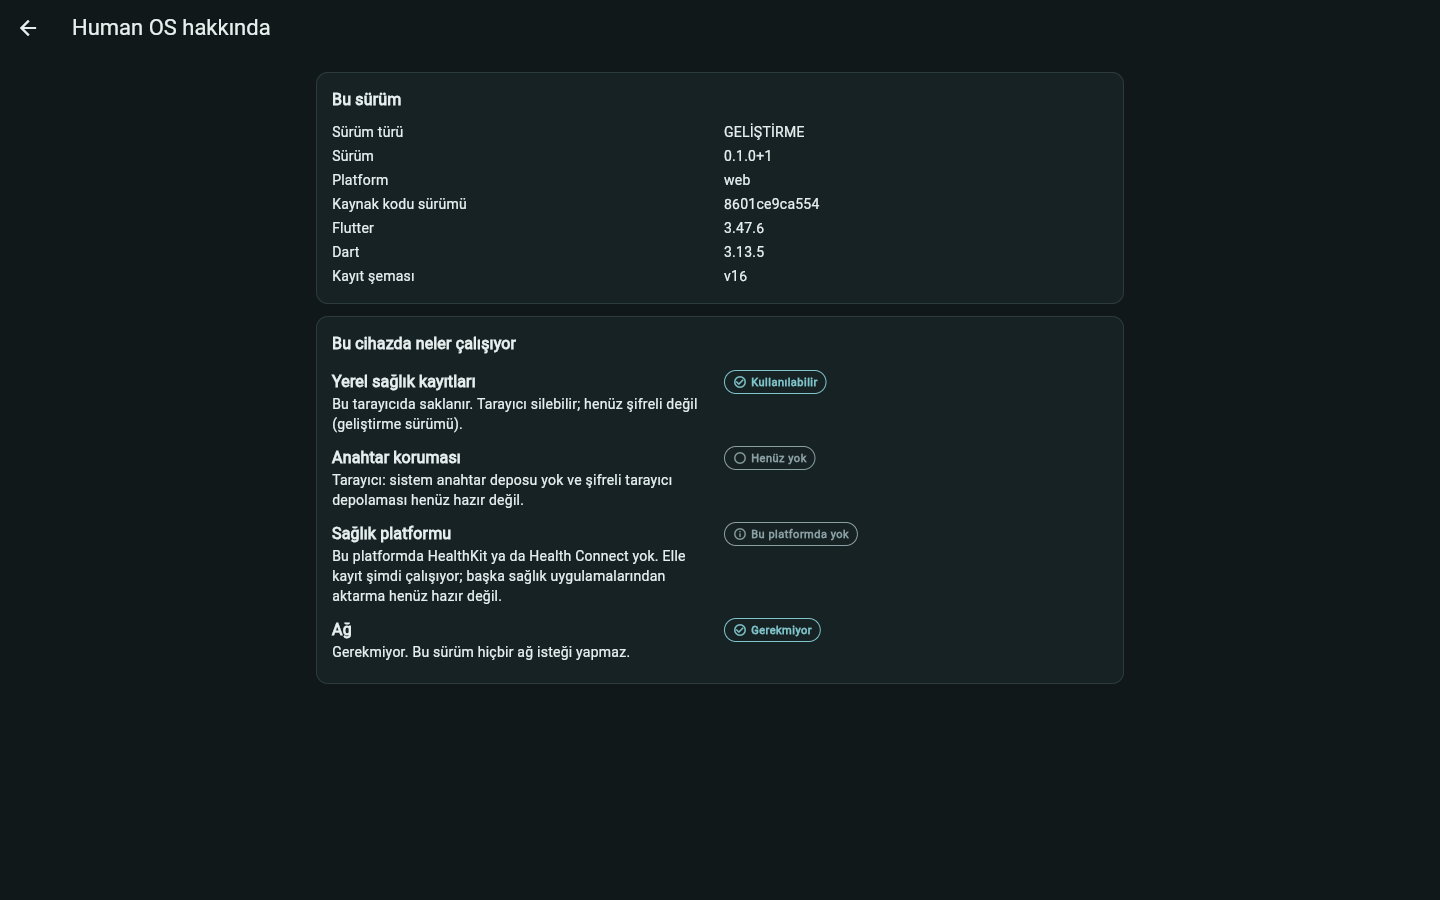 Human OS hakkında
Bu sürüm
Sürüm türü GELİŞTİRME
Sürüm 0.1.0+1
Platform web
Kaynak kodu sürümü 8601ce9ca554
Flutter 3.47.6
Dart 3.13.5
Kayıt şeması v16
Bu cihazda neler çalışıyor
Yerel sağlık kayıtları Kullanılabilir
Bu tarayıcıda saklanır. Tarayıcı silebilir; henüz şifreli değil
(geliştirme sürümü).
Anahtar koruması Henüz yok
Tarayıcı: sistem anahtar deposu yok ve şifreli tarayıcı
depolaması henüz hazır değil.
Sağlık platformu Bu platformda yok
Bu platformda HealthKit ya da Health Connect yok. Elle
kayıt şimdi çalışıyor; başka sağlık uygulamalarından
aktarma henüz hazır değil.
Ağ Gerekmiyor
Gerekmiyor. Bu sürüm hiçbir ağ isteği yapmaz.